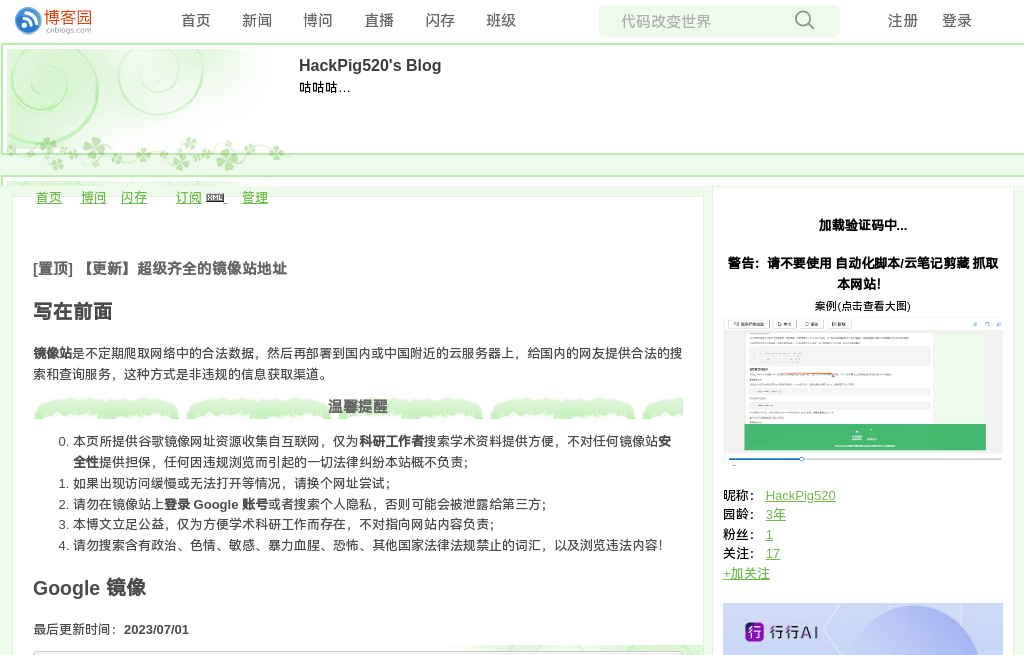 博客园
cnblogs.com
首页 新闻 博问 直播 闪存 班级
代码改变世界
注册 登录
HackPig520's Blog
咕咕咕…
首页 博问 闪存 订阅 XML 管理
[置顶] 【更新】超级齐全的镜像站地址
写在前面
镜像站是不定期爬取网络中的合法数据，然后再部署到国内或中国附近的云服务器上，给国内的网友提供合法的搜
索和查询服务，这种方式是非违规的信息获取渠道。
温馨提醒
0. 本页所提供谷歌镜像网址资源收集自互联网，仅为科研工作者搜索学术资料提供方便，不对任何镜像站安
全性提供担保，任何因违规浏览而引起的一切法律纠纷本站概不负责；
1. 如果出现访问缓慢或无法打开等情况，请换个网址尝试；
2. 请勿在镜像站上登录 Google 账号或者搜索个人隐私，否则可能会被泄露给第三方；
3. 本博文立足公益，仅为方便学术科研工作而存在，不对指向网站内容负责；
4. 请勿搜索含有政治、色情、敏感、暴力血腥、恐怖、其他国家法律法规禁止的词汇，以及浏览违法内容！
Google 镜像
最后更新时间：2023/07/01
加载验证码中...
警告：请不要使用 自动化脚本/云笔记剪藏 抓取
本网站！
案例(点击查看大图)
昵称： HackPig520
园龄： 3年
粉丝： 1
关注： 17
+加关注
行 行行AI